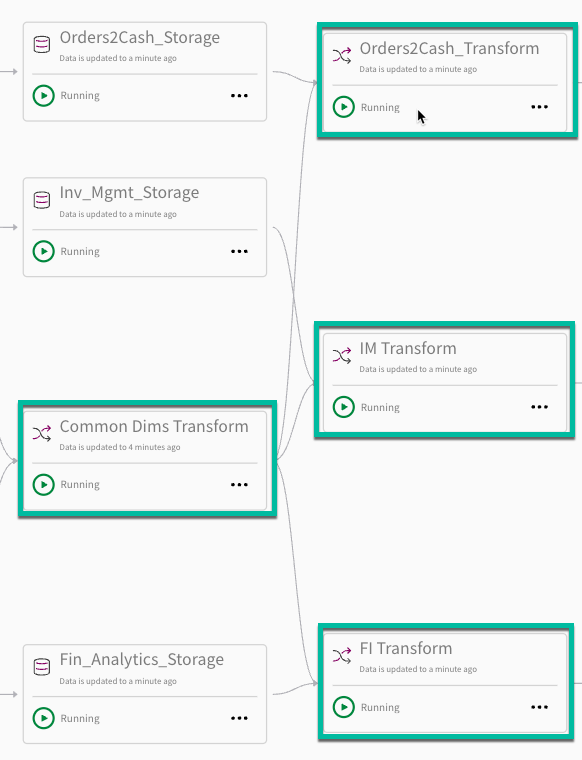 Orders2Cash_Storage
Data is updated to a minute ago
Running
Orders2Cash_Transform
Data is updated to a minute ago
Running
Inv_Mgmt_Storage
Data is updated to a minute ago
Running
IM Transform
Data is updated to a minute ago
Running
Common Dims Transform
Data is updated to 4 minutes ago
Running
Fin_Analytics_Storage
Data is updated to a minute ago
Running
FI Transform
Data is updated to a minute ago
Running